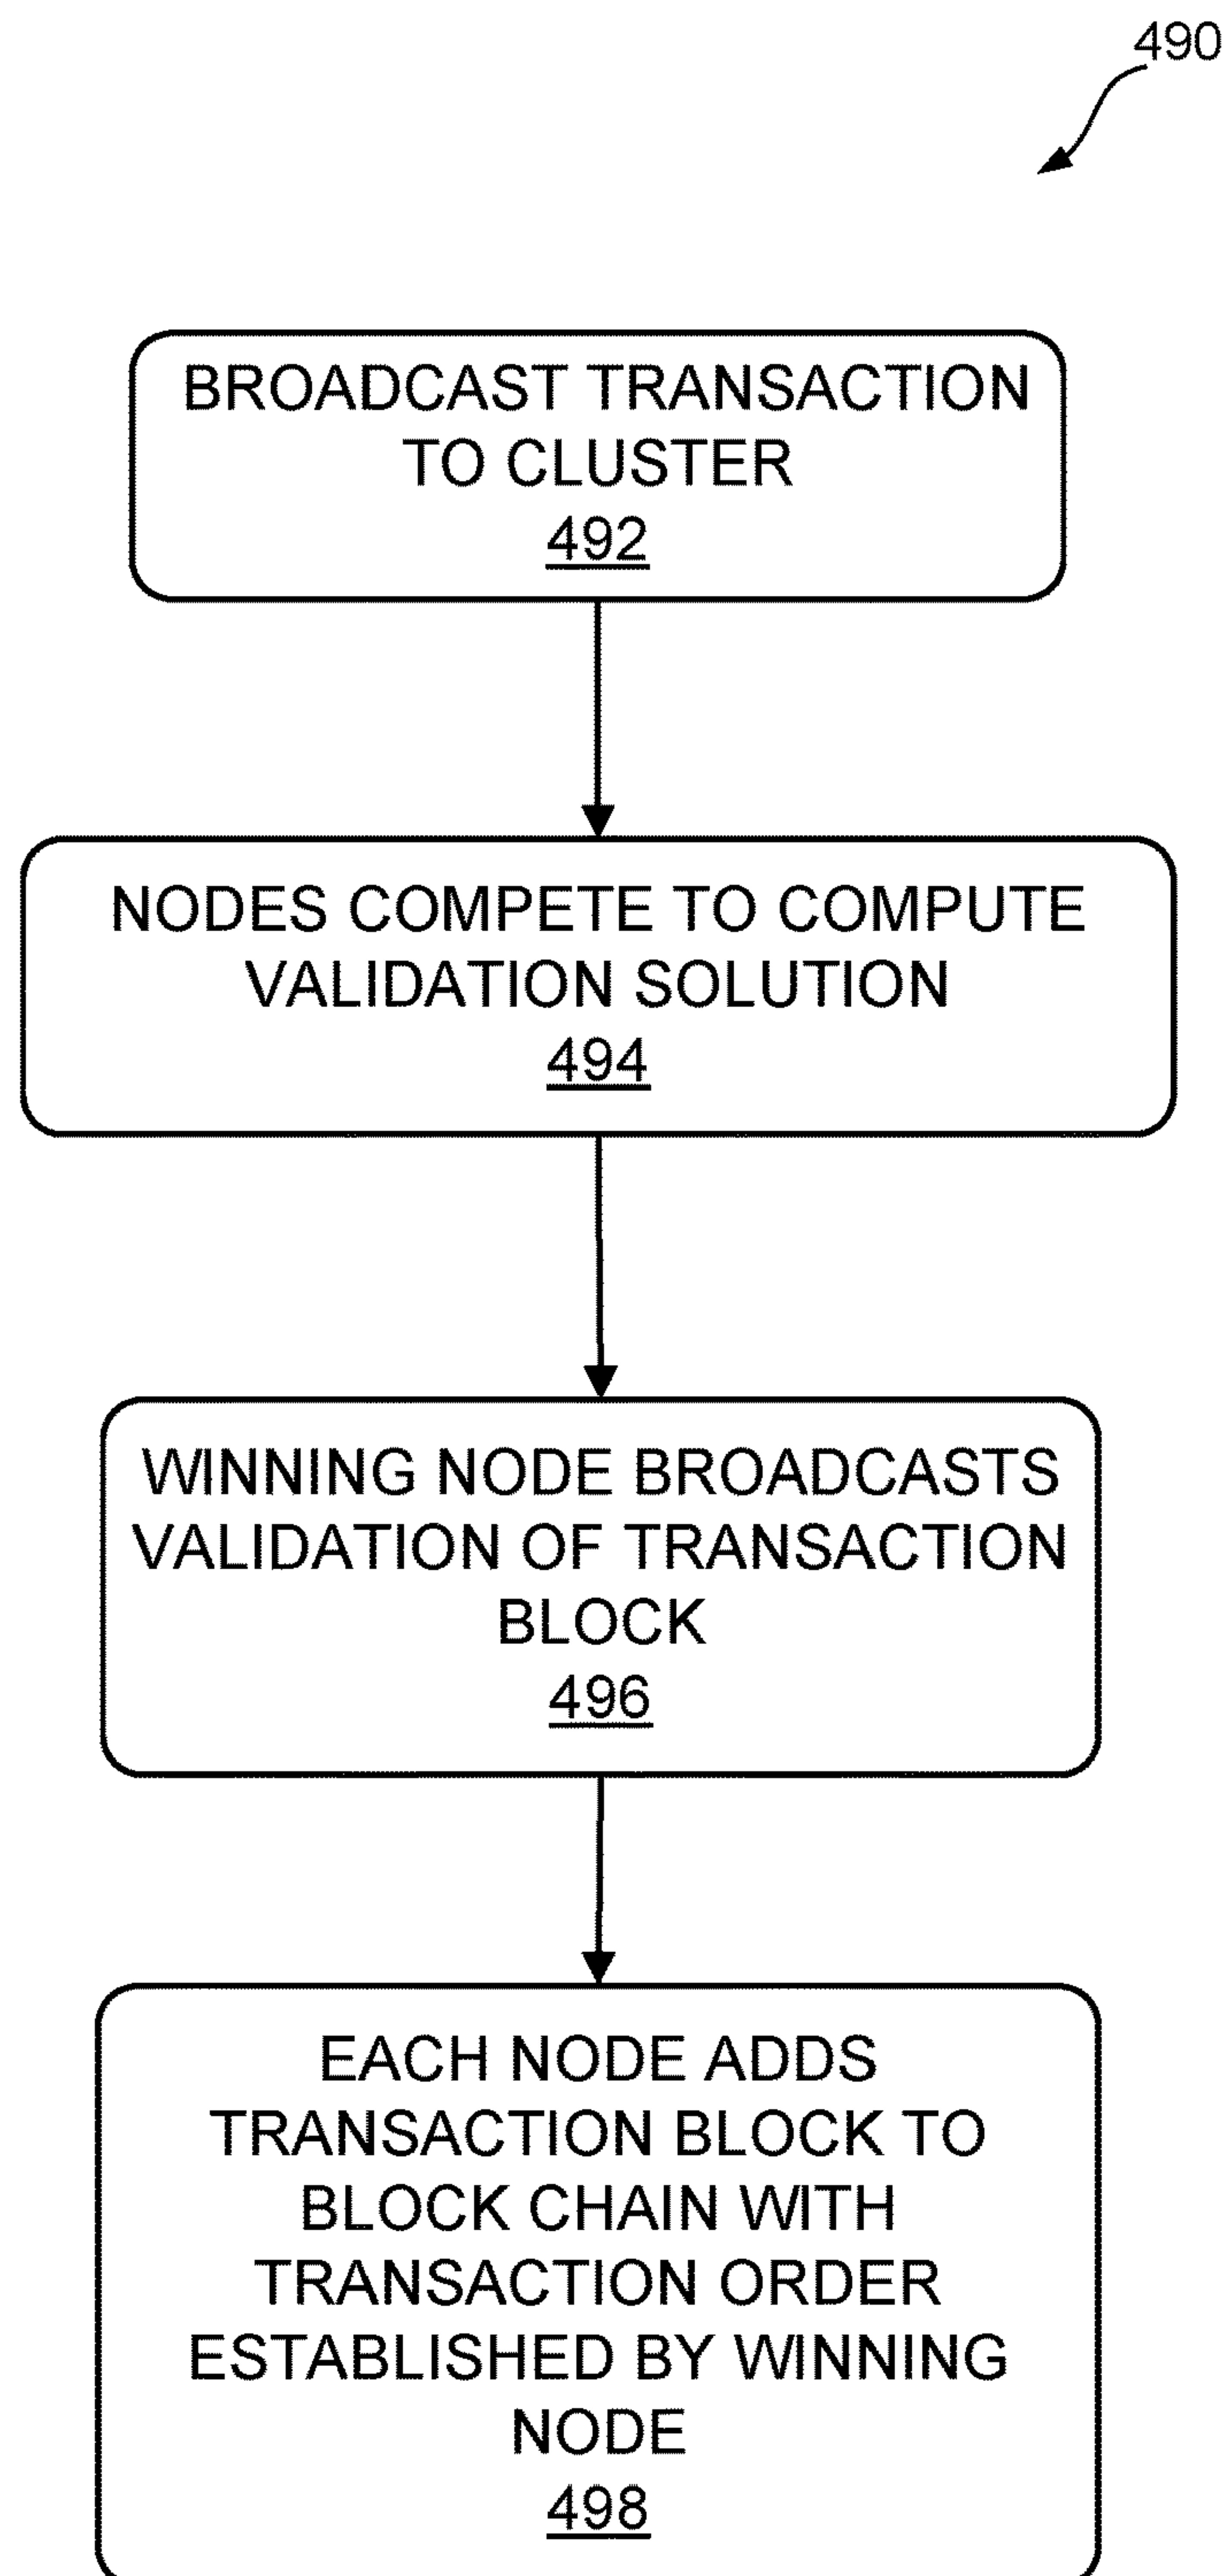 490
BROADCAST TRANSACTION
TO CLUSTER
492
NODES COMPETE TO COMPUTE
VALIDATION SOLUTION
494
WINNING NODE BROADCASTS
VALIDATION OF TRANSACTION
BLOCK
496
EACH NODE ADDS
TRANSACTION BLOCK TO
BLOCK CHAIN WITH
TRANSACTION ORDER
ESTABLISHED BY WINNING
NODE
498